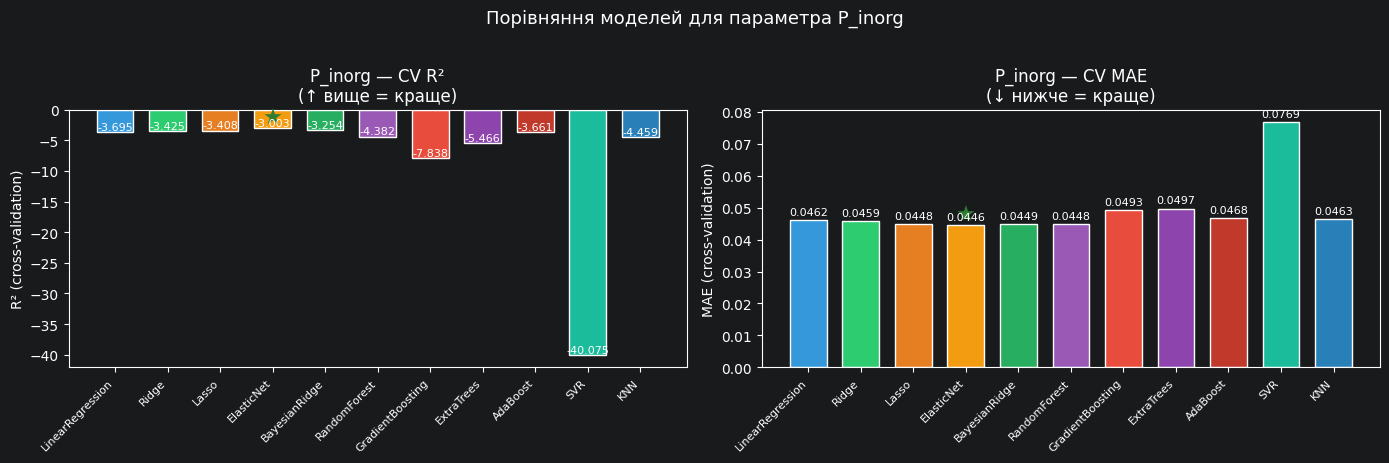 Порівняння моделей для параметра P_inorg
P_inorg — CV R²
(↑ вище = краще)
R² (cross-validation)
0
−5
−10
−15
−20
−25
−30
−35
−40
-3.695
-3.425
-3.408
-3.003
-3.254
-4.382
-7.838
-5.466
-3.661
-40.075
-4.459
LinearRegression
Ridge
Lasso
ElasticNet
BayesianRidge
RandomForest
GradientBoosting
ExtraTrees
AdaBoost
SVR
KNN
P_inorg — CV MAE
(↓ нижче = краще)
MAE (cross-validation)
0.08
0.07
0.06
0.05
0.04
0.03
0.02
0.01
0.00
0.0462
0.0459
0.0448
0.0446
0.0449
0.0448
0.0493
0.0497
0.0468
0.0769
0.0463
LinearRegression
Ridge
Lasso
ElasticNet
BayesianRidge
RandomForest
GradientBoosting
ExtraTrees
AdaBoost
SVR
KNN